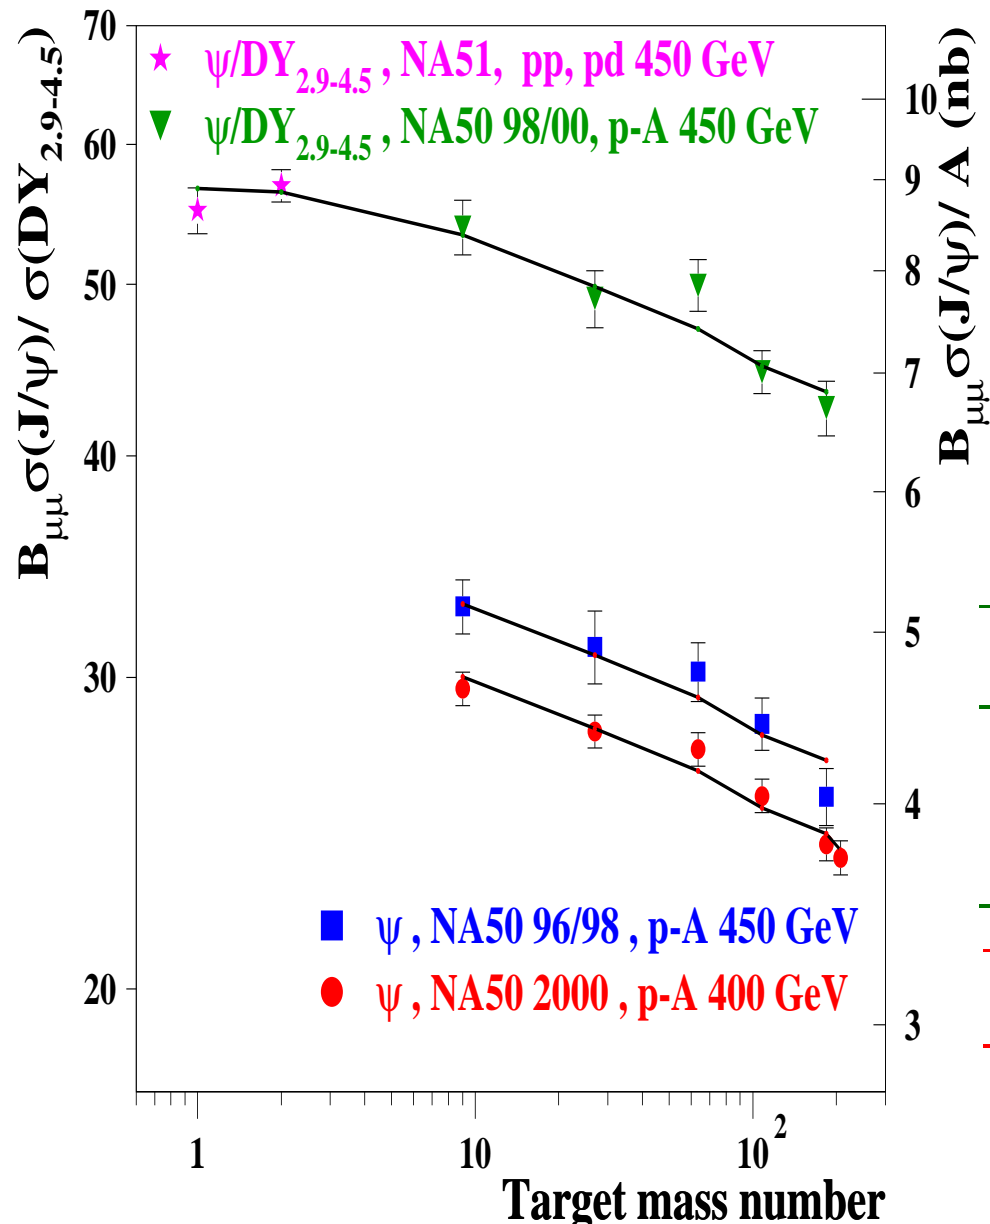 ψ/DY2.9-4.5 , NA51, pp, pd 450 GeV
ψ/DY2.9-4.5 , NA50 98/00, p-A 450 GeV
Bμμσ(J/ψ)/ σ(DY2.9-4.5)
70
60
50
40
30
20
Bμμσ(J/ψ)/ A (nb)
10
9
8
7
6
5
4
3
ψ , NA50 96/98 , p-A 450 GeV
ψ , NA50 2000 , p-A 400 GeV
1
10
10²
Target mass number